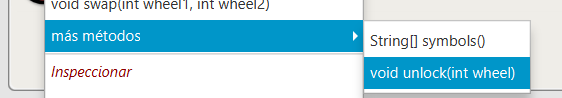 void swap(int wheel1, int wheel2)
más métodos
String[] symbols()
void unlock(int wheel)
Inspeccionar